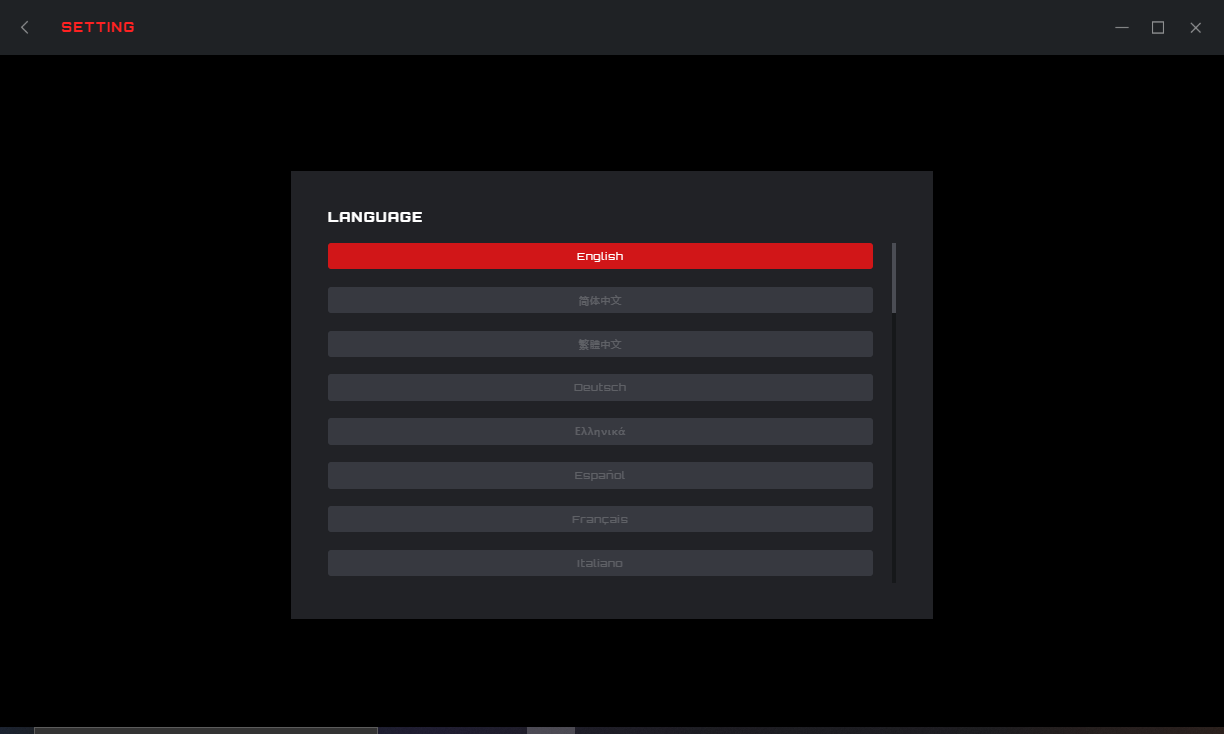 SETTING
LANGUAGE
English
简体中文
繁體中文
Deutsch
Ελληνικά
Español
Français
Italiano